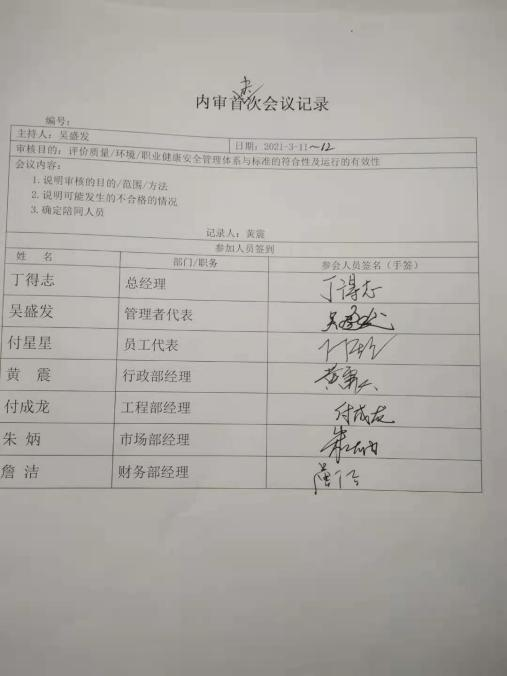 末
内审首次会议记录
编号:
主持人:吴盛发 日期:2021-3-11~12
审核目的:评价质量/环境/职业健康安全管理体系与标准的符合性及运行的有效性
会议内容:
1.说明审核的目的/范围/方法
2.说明可能发生的不合格的情况
3.确定陪同人员
记录人:黄震
参加人员签到
姓 名 部门/职务 参会人员签名(手签)
丁得志 总经理 丁得志
吴盛发 管理者代表 吴盛发
付星星 员工代表
黄 震 行政部经理 黄震
付成龙 工程部经理 付成龙
朱 炳 市场部经理 朱炳
詹 洁 财务部经理